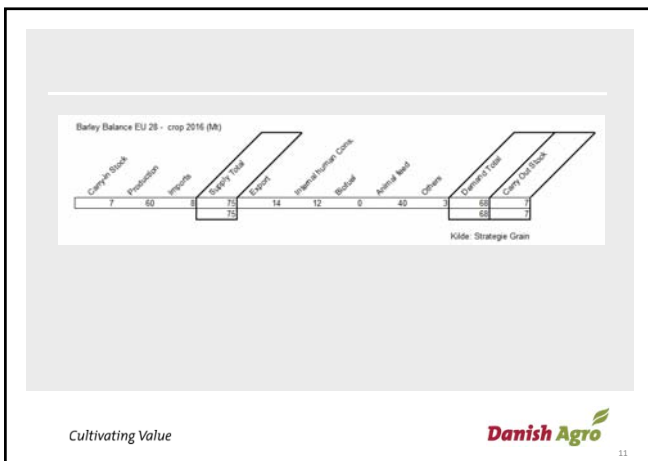 Barley Balance EU 28 - crop 2016 (Mt)
Carry-in Stock Production Imports Supply Total Export Internal human Cons. Biofuel Animal feed Others Demand Total Carry Out Stock
7 60 8 75 14 12 0 40 3 68 7
75 68 7
Kilde: Strategie Grain
Cultivating Value
Danish Agro
11